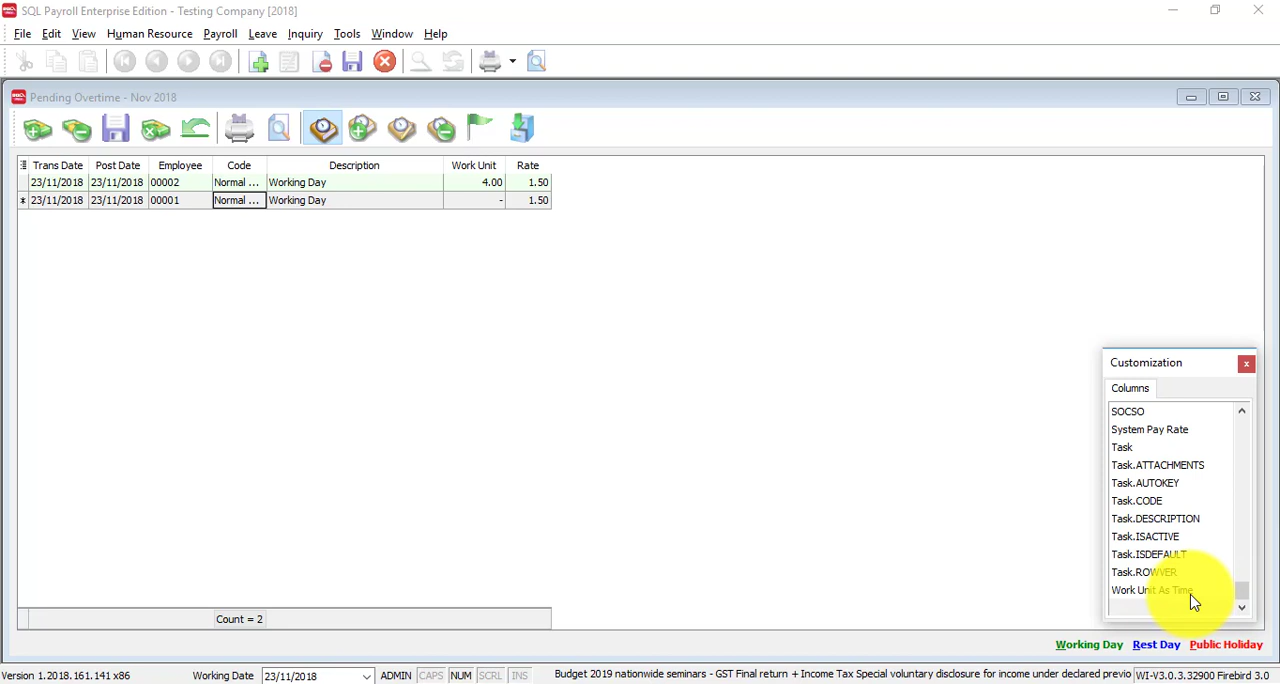 SQL Payroll Enterprise Edition - Testing Company [2018]
File Edit View Human Resource Payroll Leave Inquiry Tools Window Help
Pending Overtime - Nov 2018
Trans Date Post Date Employee Code Description Work Unit Rate
23/11/2018 23/11/2018 00002 Normal ... Working Day 4.00 1.50
23/11/2018 23/11/2018 00001 Normal ... Working Day - 1.50
Customization
Columns
SOCSO
System Pay Rate
Task
Task.ATTACHMENTS
Task.AUTOKEY
Task.CODE
Task.DESCRIPTION
Task.ISACTIVE
Task.ISDEFAULT
Task.ROWVER
Work Unit As Time
Count = 2
Working Day Rest Day Public Holiday
Version 1.2018.161.141 x86 Working Date 23/11/2018 ADMIN CAPS NUM SCRL INS Budget 2019 nationwide seminars - GST Final return + Income Tax Special voluntary disclosure for income under declared previo WI-V3.0.3.32900 Firebird 3.0